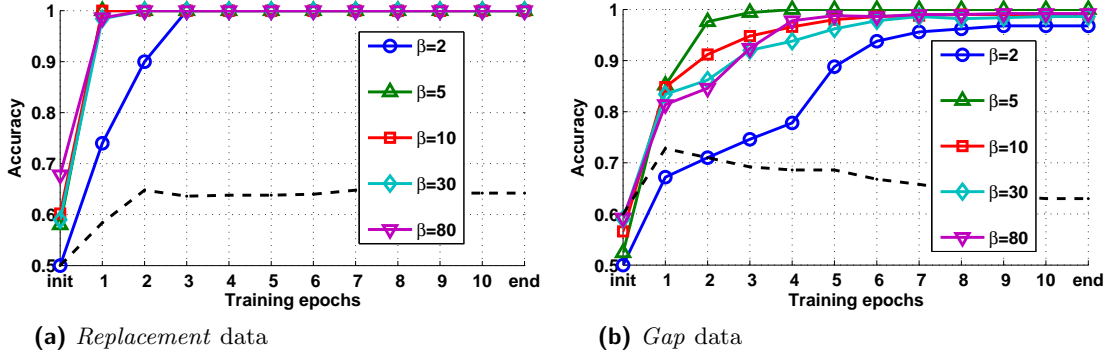 1
0.9
0.8
0.7
0.6
0.5
Accuracy
init 1 2 3 4 5 6 7 8 9 10 end
Training epochs
β=2
β=5
β=10
β=30
β=80
(a) Replacement data
1
0.9
0.8
0.7
0.6
0.5
Accuracy
init 1 2 3 4 5 6 7 8 9 10 end
Training epochs
β=2
β=5
β=10
β=30
β=80
(b) Gap data